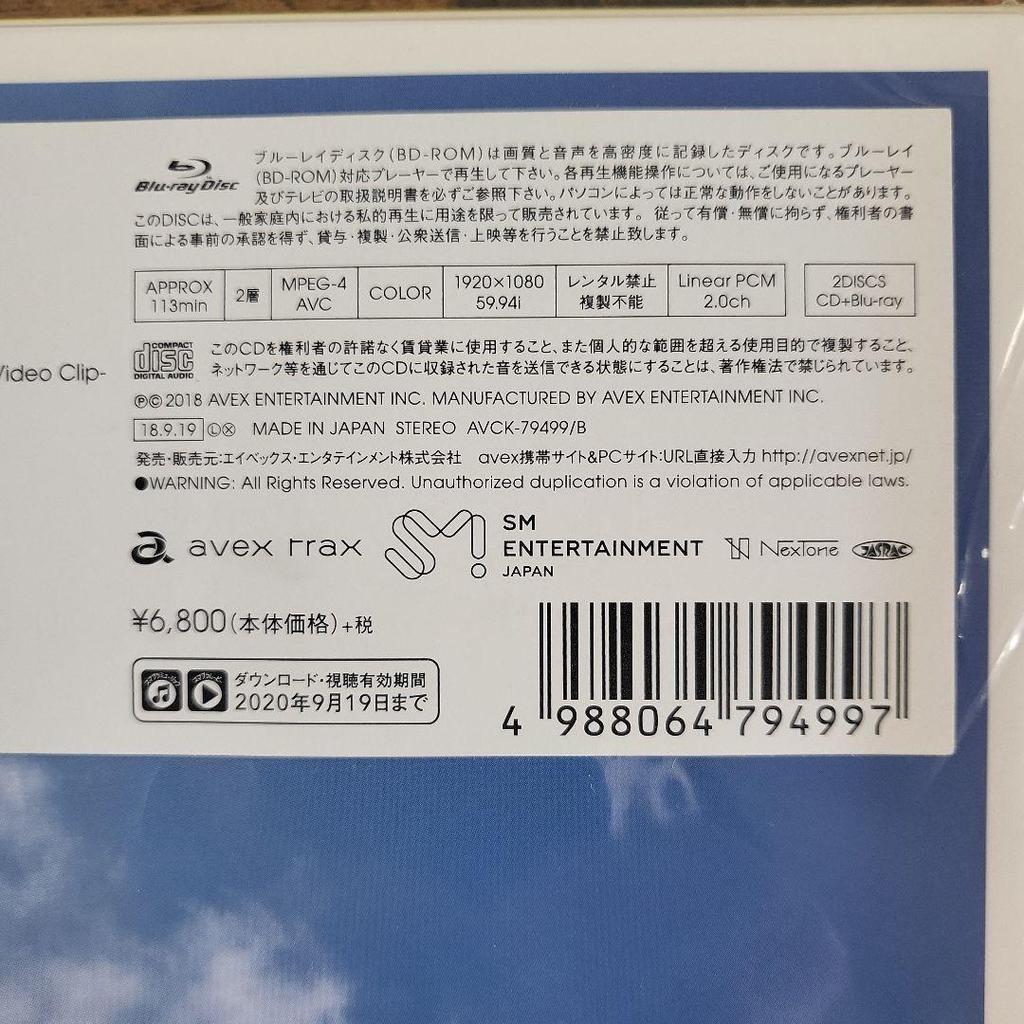 Blu-ray Disc
ブルーレイディスク(BD-ROM)は画質と音声を高密度に記録したディスクです。ブルーレイ
(BD-ROM)対応プレーヤーで再生して下さい。各再生機能操作については、ご使用になるプレーヤー
及びテレビの取扱説明書を必ずご参照下さい。パソコンによっては正常な動作をしないことがあります。
このDISCは、一般家庭内における私的再生に用途を限って販売されています。従って有償・無償に拘らず、権利者の書
面による事前の承認を得ず、貸与・複製・公衆送信・上映等を行うことを禁止致します。
APPROX 113min 2層 MPEG-4 AVC COLOR 1920×1080 59.94i レンタル禁止 複製不能 Linear PCM 2.0ch 2DISCS CD+Blu-ray
Video Clip-
COMPACT disc DIGITAL AUDIO
このCDを権利者の許諾なく賃貸業に使用すること、また個人的な範囲を超える使用目的で複製すること、
ネットワーク等を通じてこのCDに収録された音を送信できる状態にすることは、著作権法で禁じられています。
℗© 2018 AVEX ENTERTAINMENT INC. MANUFACTURED BY AVEX ENTERTAINMENT INC.
18.9.19 Ⓛⓧ MADE IN JAPAN STEREO AVCK-79499/B
発売・販売元:エイベックス・エンタテインメント株式会社 avex携帯サイト&PCサイト:URL直接入力 http://avexnet.jp/
●WARNING: All Rights Reserved. Unauthorized duplication is a violation of applicable laws.
avex trax SM! SM ENTERTAINMENT JAPAN NexTone JASRAC
¥6,800(本体価格)+税
スマプラミュージック スマプラムービー
ダウンロード・視聴有効期間
2020年9月19日まで
4 988064 794997